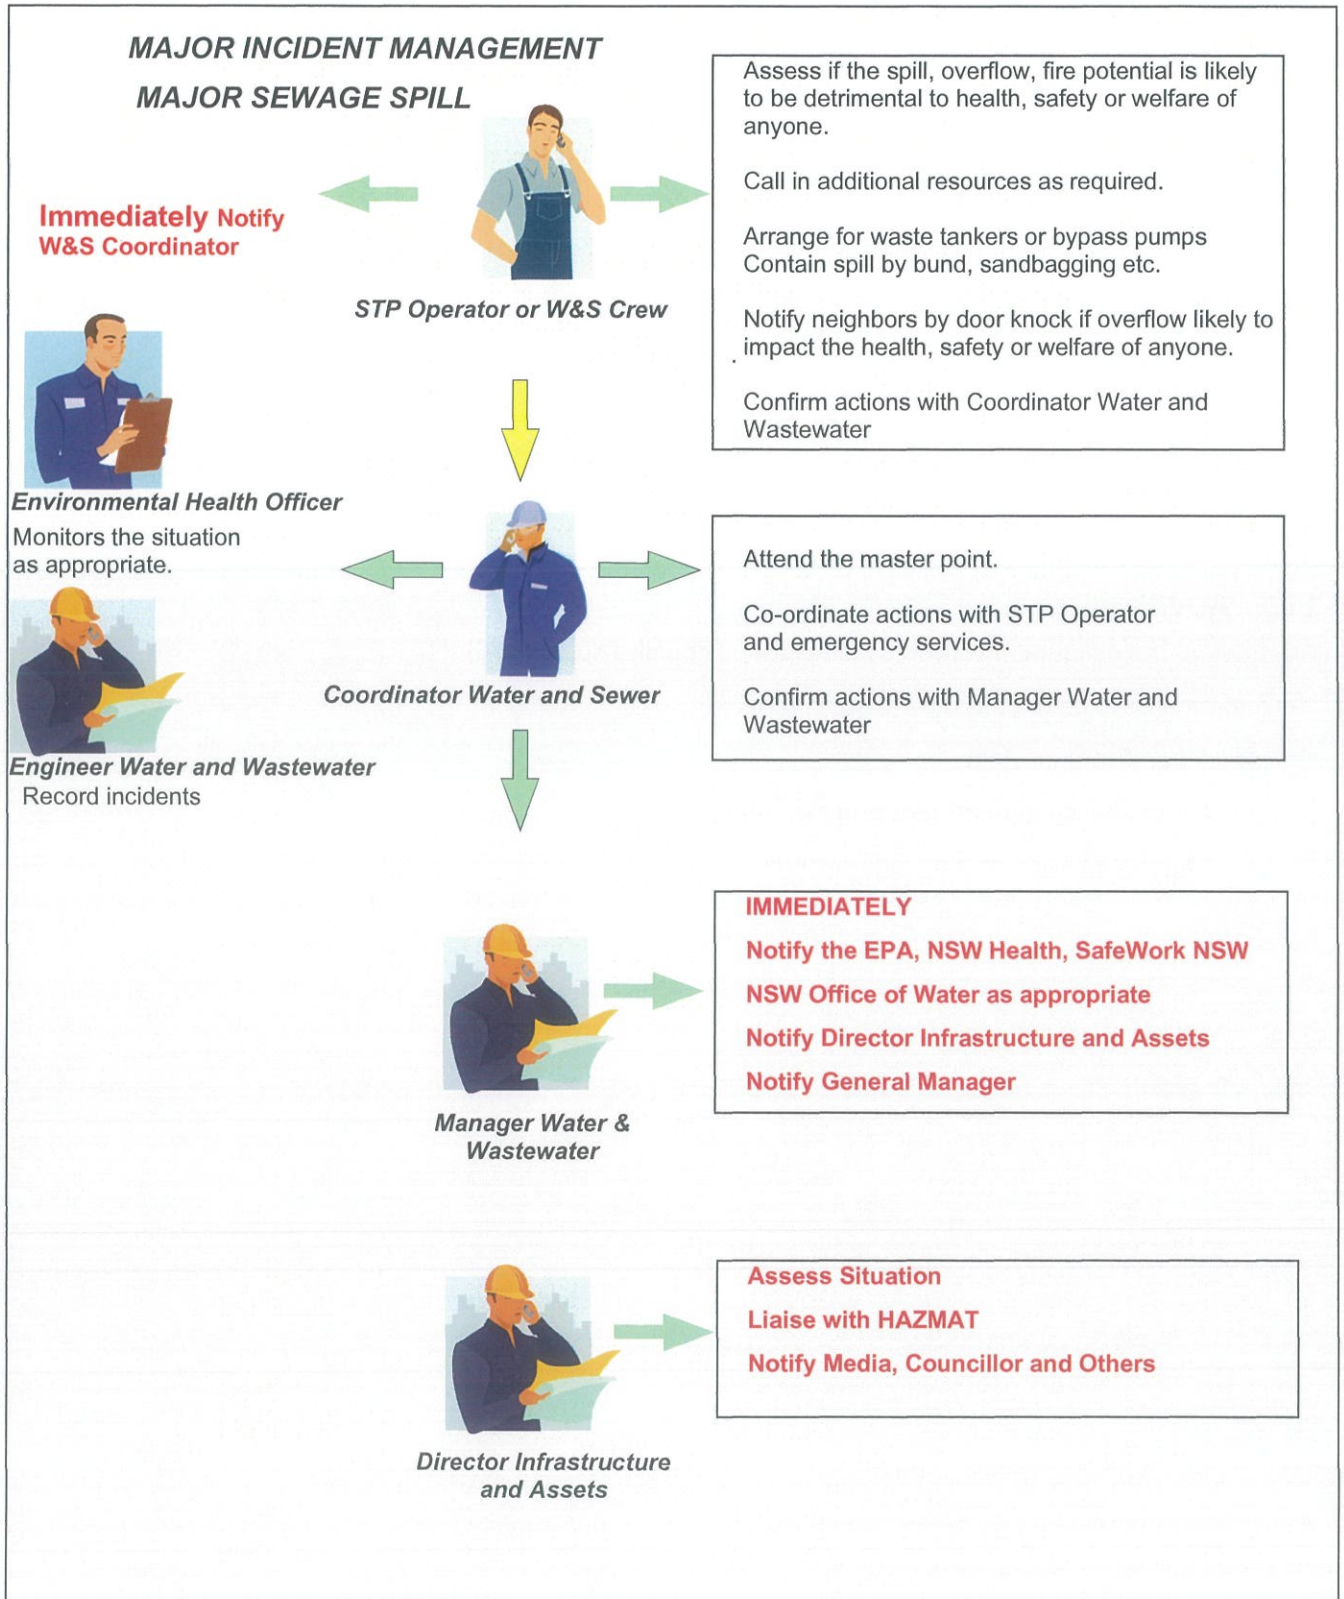 MAJOR INCIDENT MANAGEMENT
MAJOR SEWAGE SPILL
Immediately Notify
W&S Coordinator
STP Operator or W&S Crew
Assess if the spill, overflow, fire potential is likely
to be detrimental to health, safety or welfare of
anyone.
Call in additional resources as required.
Arrange for waste tankers or bypass pumps
Contain spill by bund, sandbagging etc.
Notify neighbors by door knock if overflow likely to
impact the health, safety or welfare of anyone.
Confirm actions with Coordinator Water and
Wastewater
Environmental Health Officer
Monitors the situation
as appropriate.
Engineer Water and Wastewater
Record incidents
Coordinator Water and Sewer
Attend the master point.
Co-ordinate actions with STP Operator
and emergency services.
Confirm actions with Manager Water and
Wastewater
Manager Water &
Wastewater
IMMEDIATELY
Notify the EPA, NSW Health, SafeWork NSW
NSW Office of Water as appropriate
Notify Director Infrastructure and Assets
Notify General Manager
Director Infrastructure
and Assets
Assess Situation
Liaise with HAZMAT
Notify Media, Councillor and Others